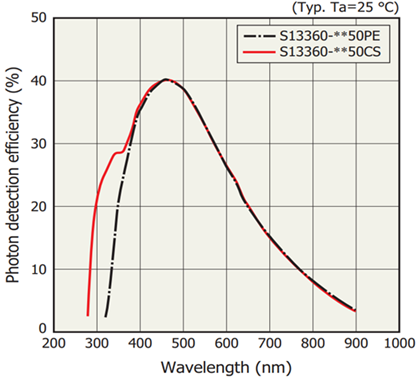 (Typ. Ta=25 °C)
S13360-**50PE
S13360-**50CS
Photon detection efficiency (%)
50
40
30
20
10
0
200 300 400 500 600 700 800 900 1000
Wavelength (nm)